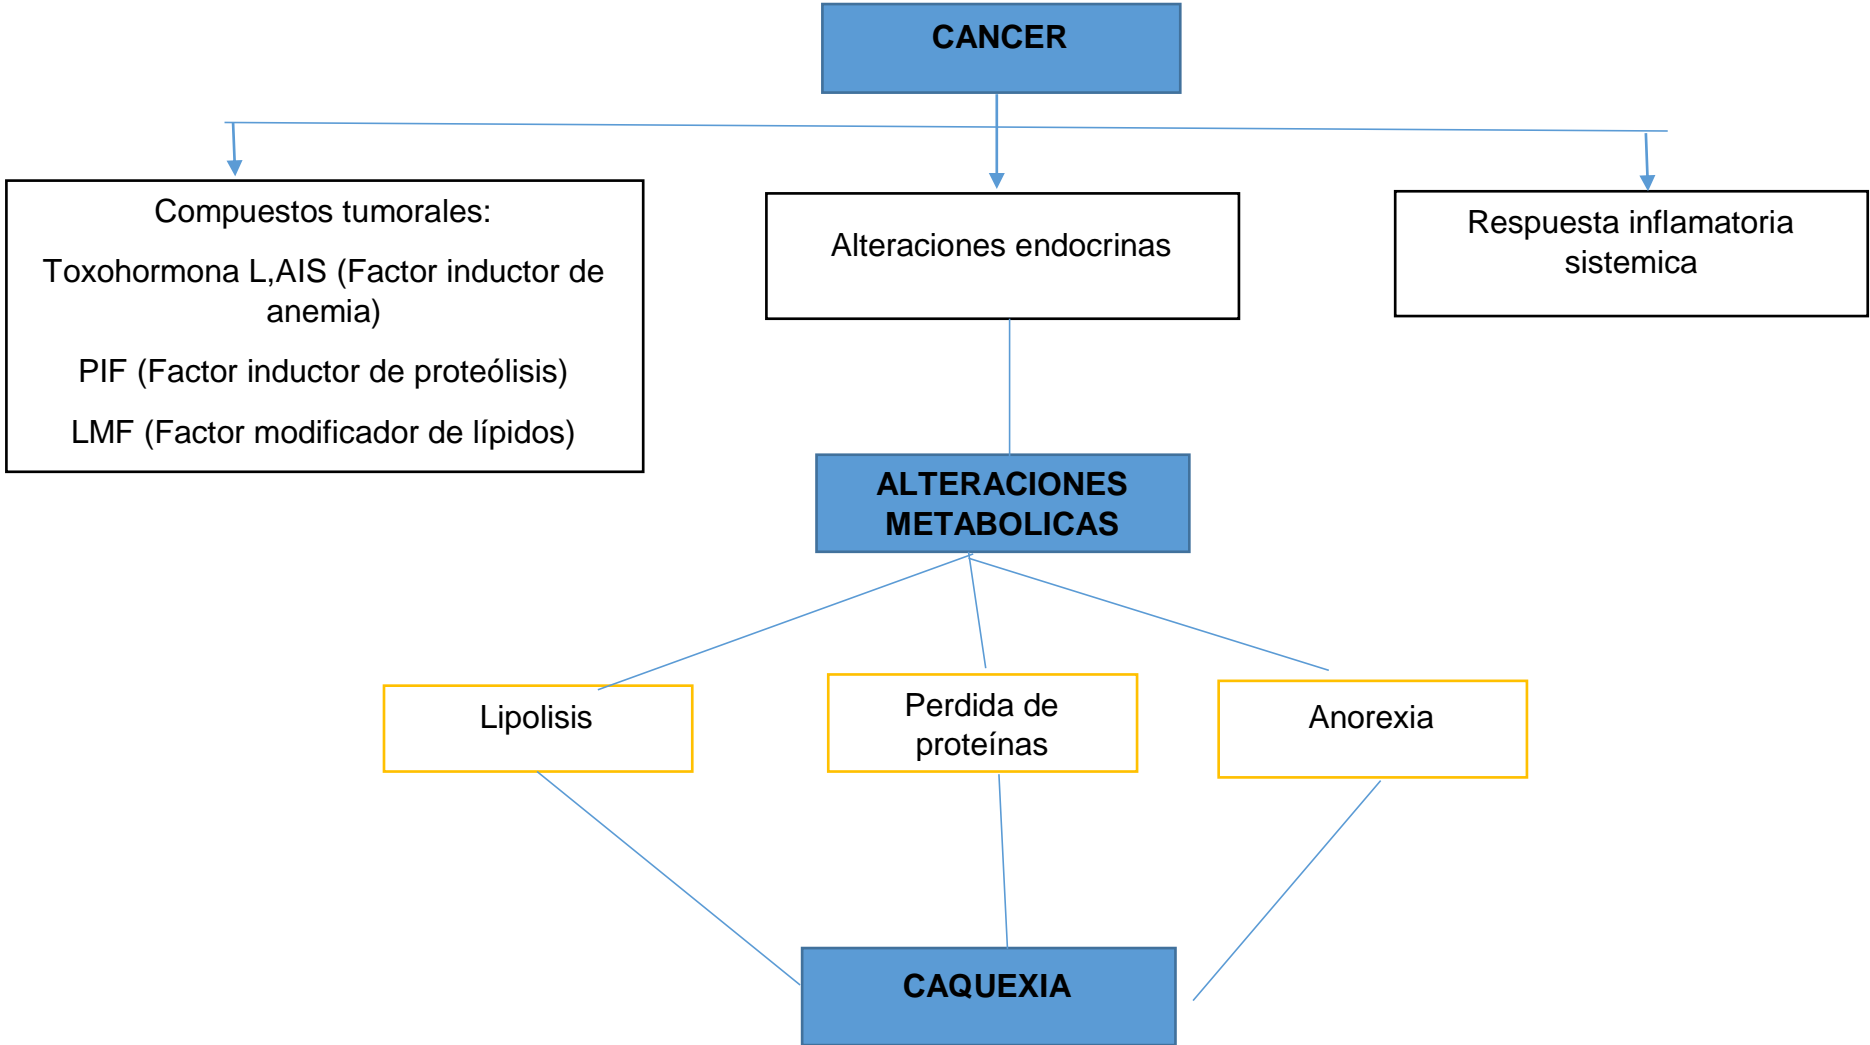 CANCER
Compuestos tumorales:
Toxohormona L,AIS (Factor inductor de
anemia)
PIF (Factor inductor de proteólisis)
LMF (Factor modificador de lípidos)
Alteraciones endocrinas
Respuesta inflamatoria
sistemica
ALTERACIONES
METABOLICAS
Lipolisis
Perdida de
proteínas
Anorexia
CAQUEXIA